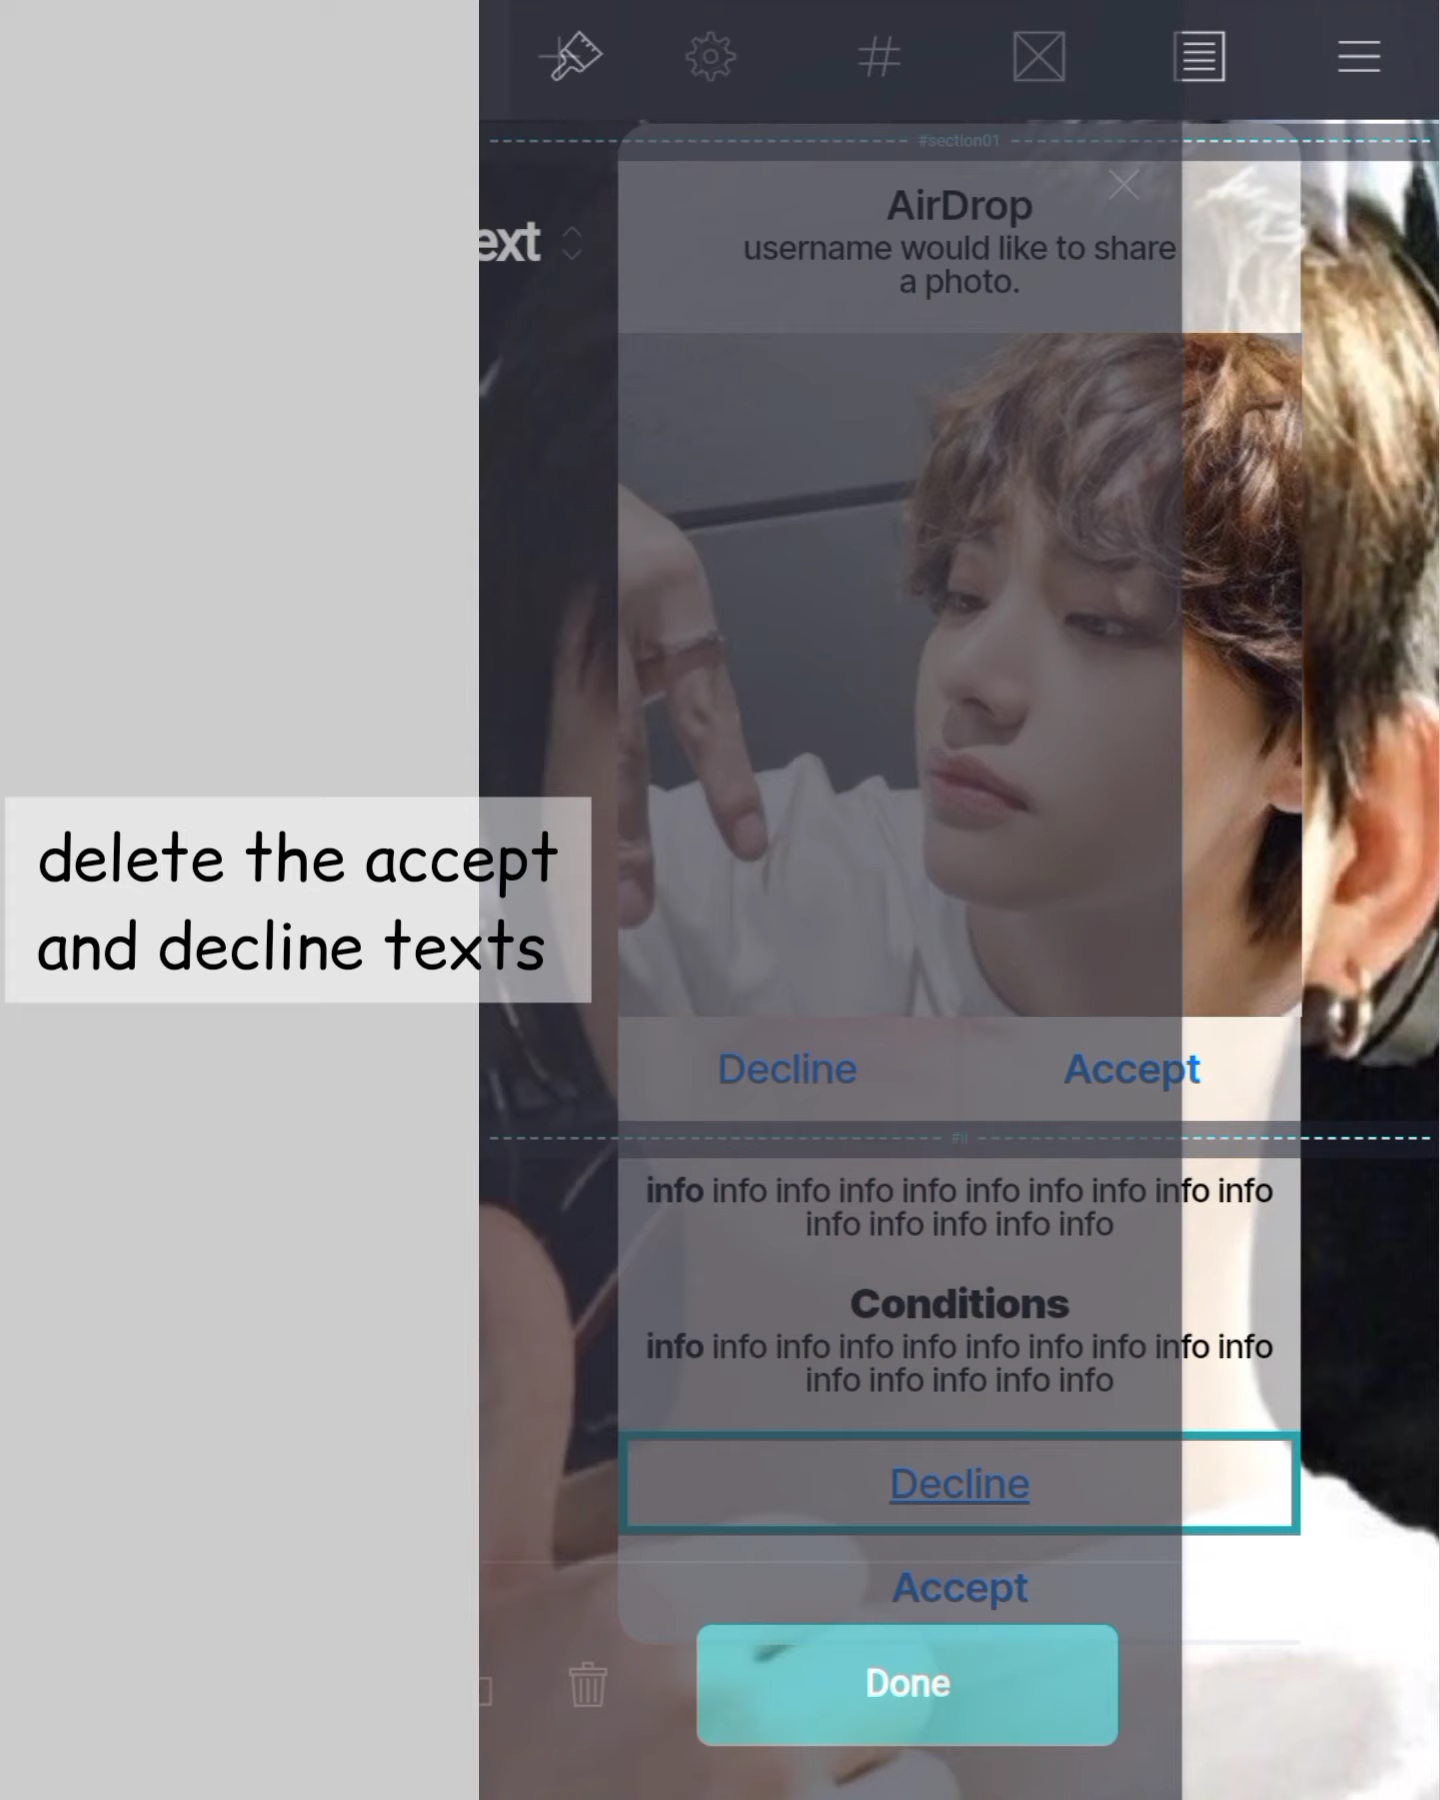 #
#section01
AirDrop
ext
username would like to share
a photo.
delete the accept
and decline texts
Decline
Accept
info info info info info info info info info info
info info info info info
Conditions
info info info info info info info info info info
info info info info info
Decline
Accept
Done